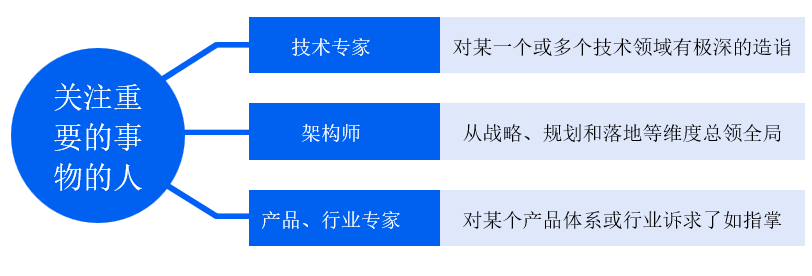 关注重
要的事
物的人
技术专家
对某一个或多个技术领域有极深的造诣
架构师
从战略、规划和落地等维度总领全局
产品、行业专家
对某个产品体系或行业诉求了如指掌